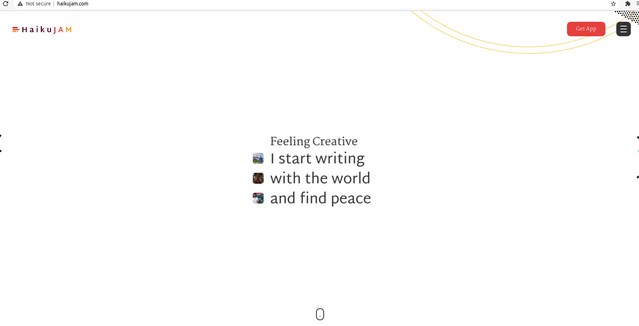 Not secure | haikujam.com
HaikuJAM
Get App
Feeling Creative
I start writing
with the world
and find peace